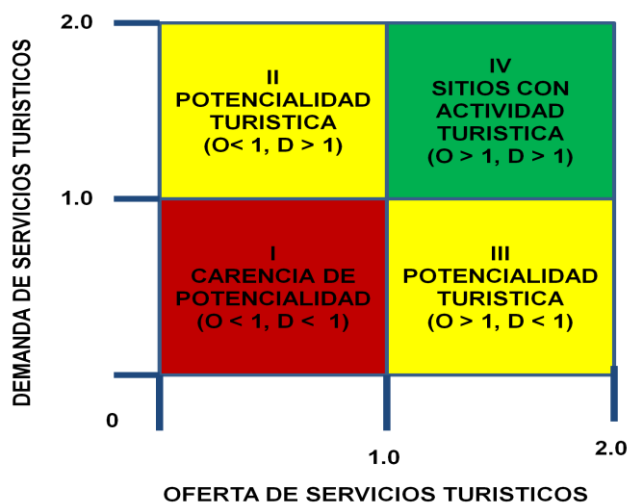 DEMANDA DE SERVICIOS TURISTICOS
2.0
II
POTENCIALIDAD
TURISTICA
(O< 1, D > 1)
IV
SITIOS CON
ACTIVIDAD
TURISTICA
(O > 1, D > 1)
1.0
I
CARENCIA DE
POTENCIALIDAD
(O < 1, D <  1)
III
POTENCIALIDAD
TURISTICA
(O > 1, D < 1)
0
1.0
2.0
OFERTA DE SERVICIOS TURISTICOS